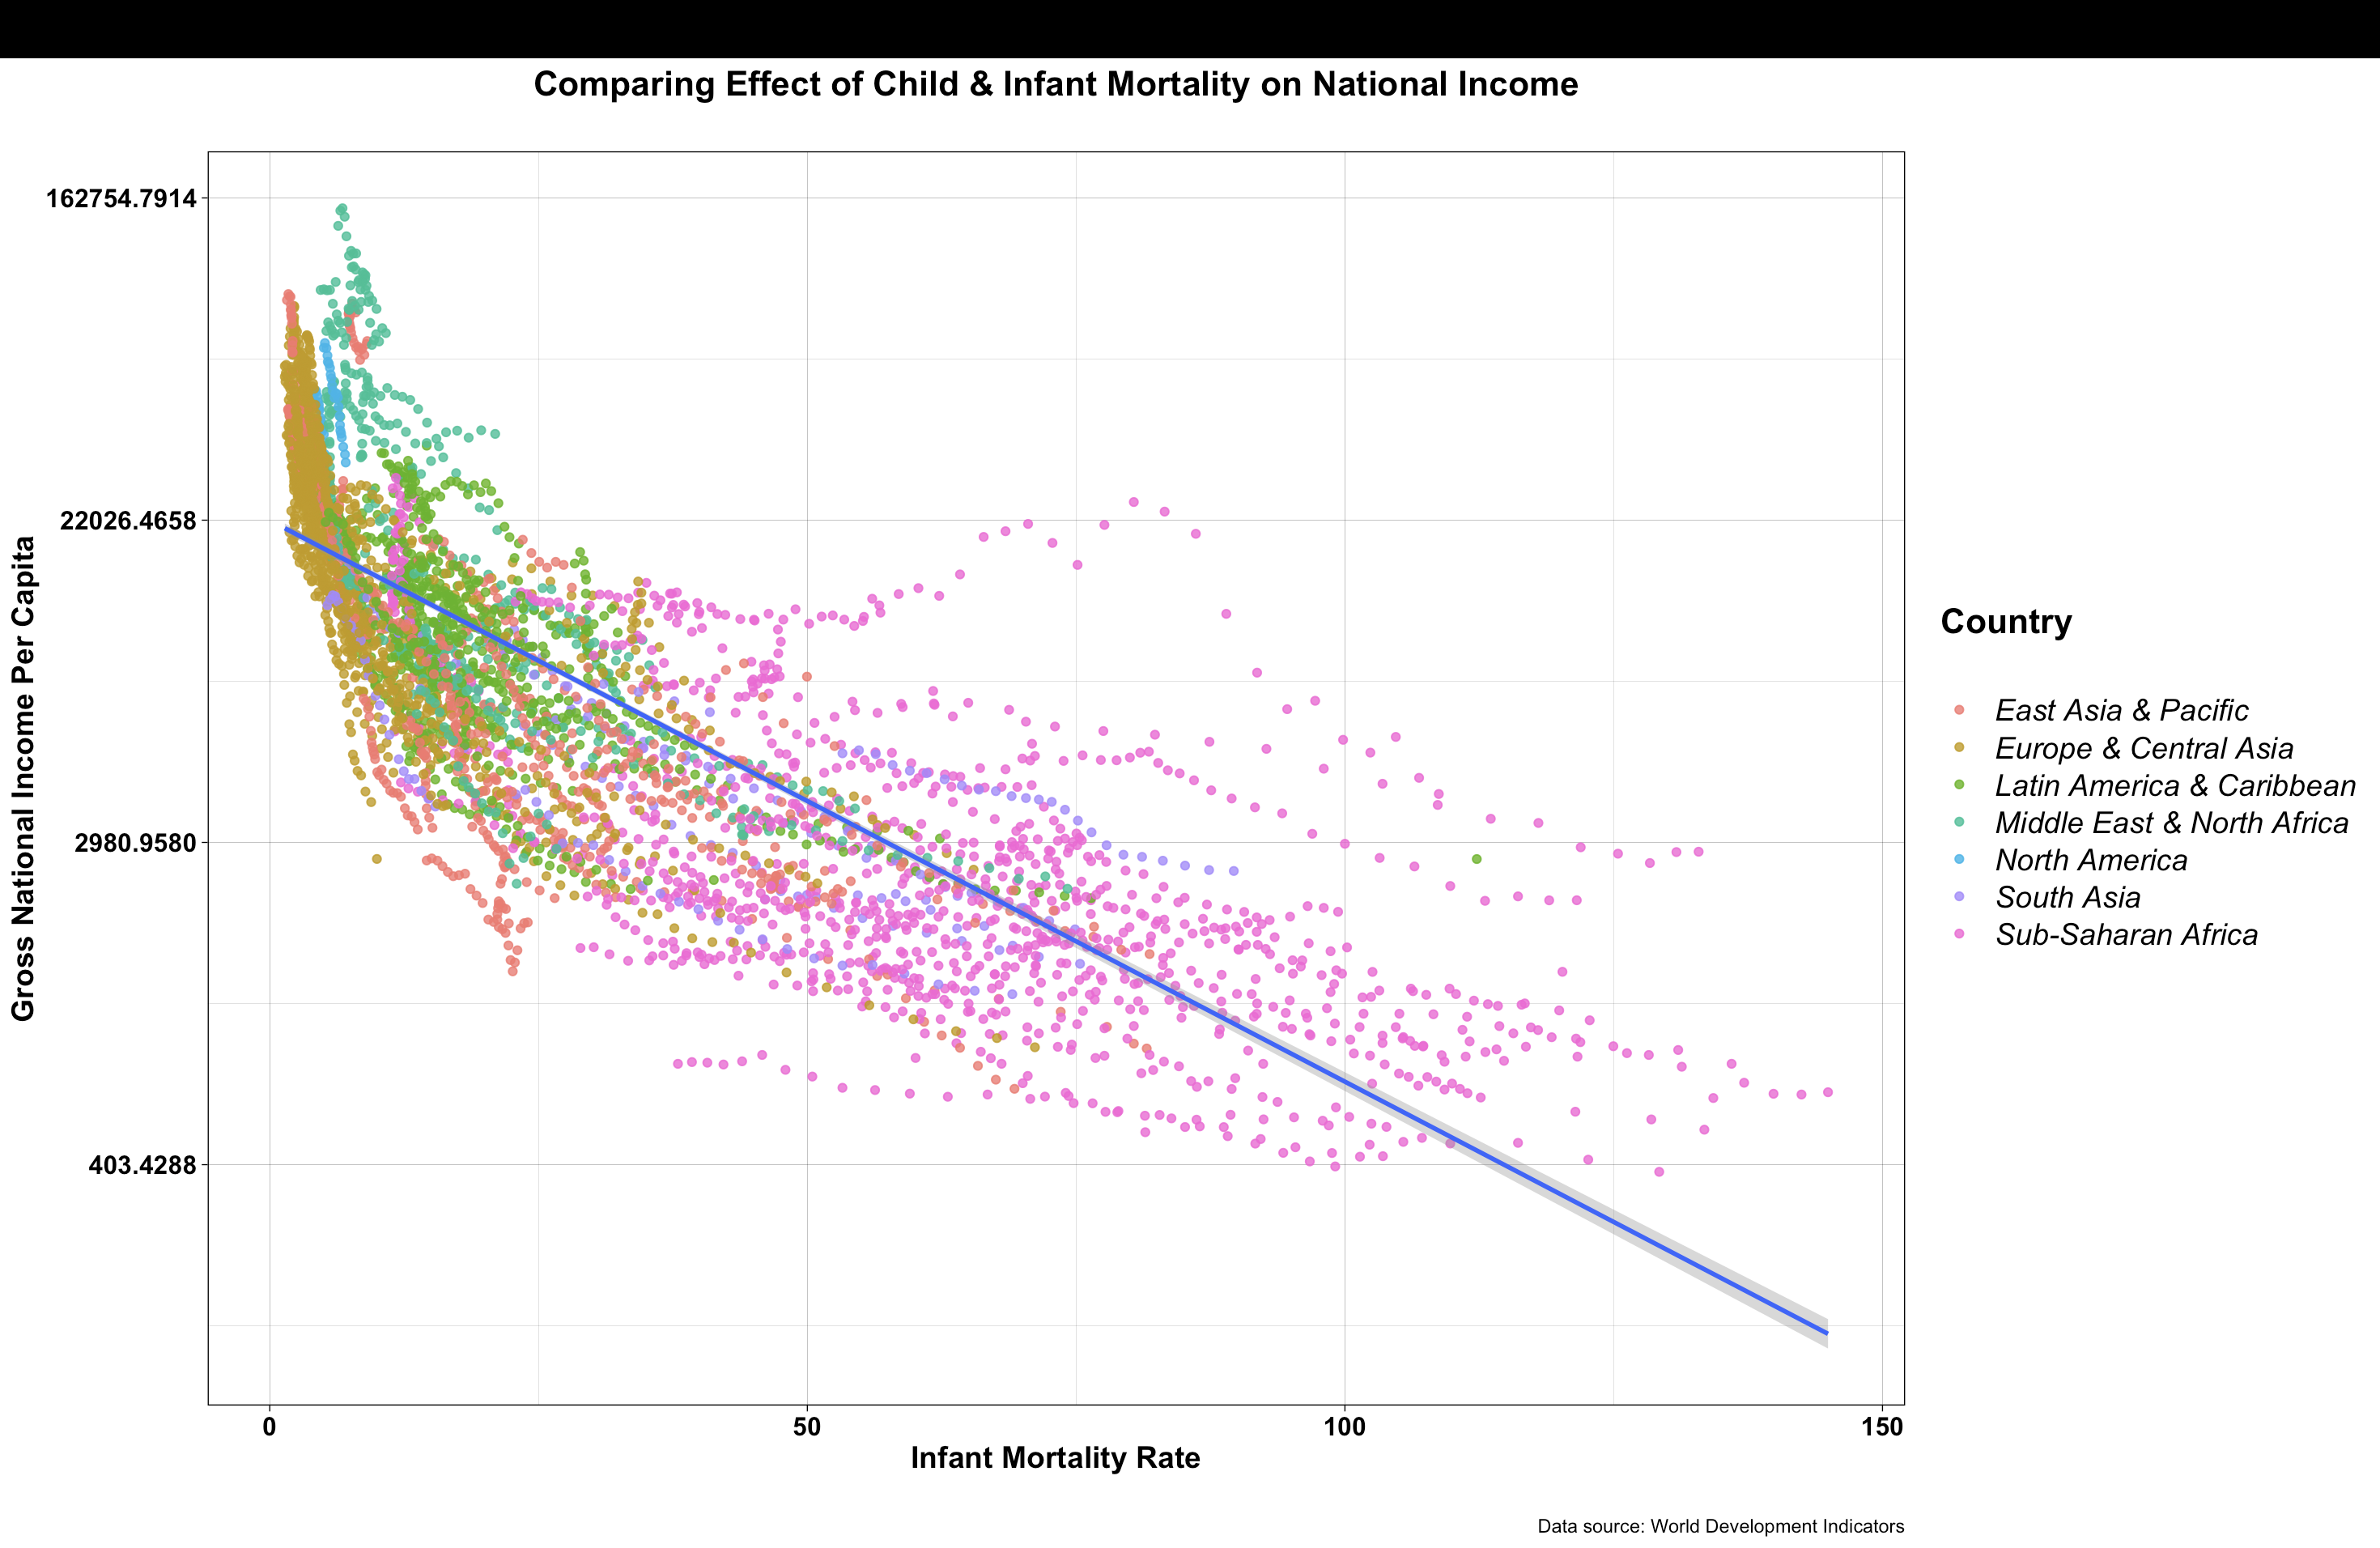 Comparing Effect of Child & Infant Mortality on National Income
162754.7914
22026.4658
2980.9580
403.4288
Gross National Income Per Capita
0
50
100
150
Infant Mortality Rate
Country
East Asia & Pacific
Europe & Central Asia
Latin America & Caribbean
Middle East & North Africa
North America
South Asia
Sub-Saharan Africa
Data source: World Development Indicators